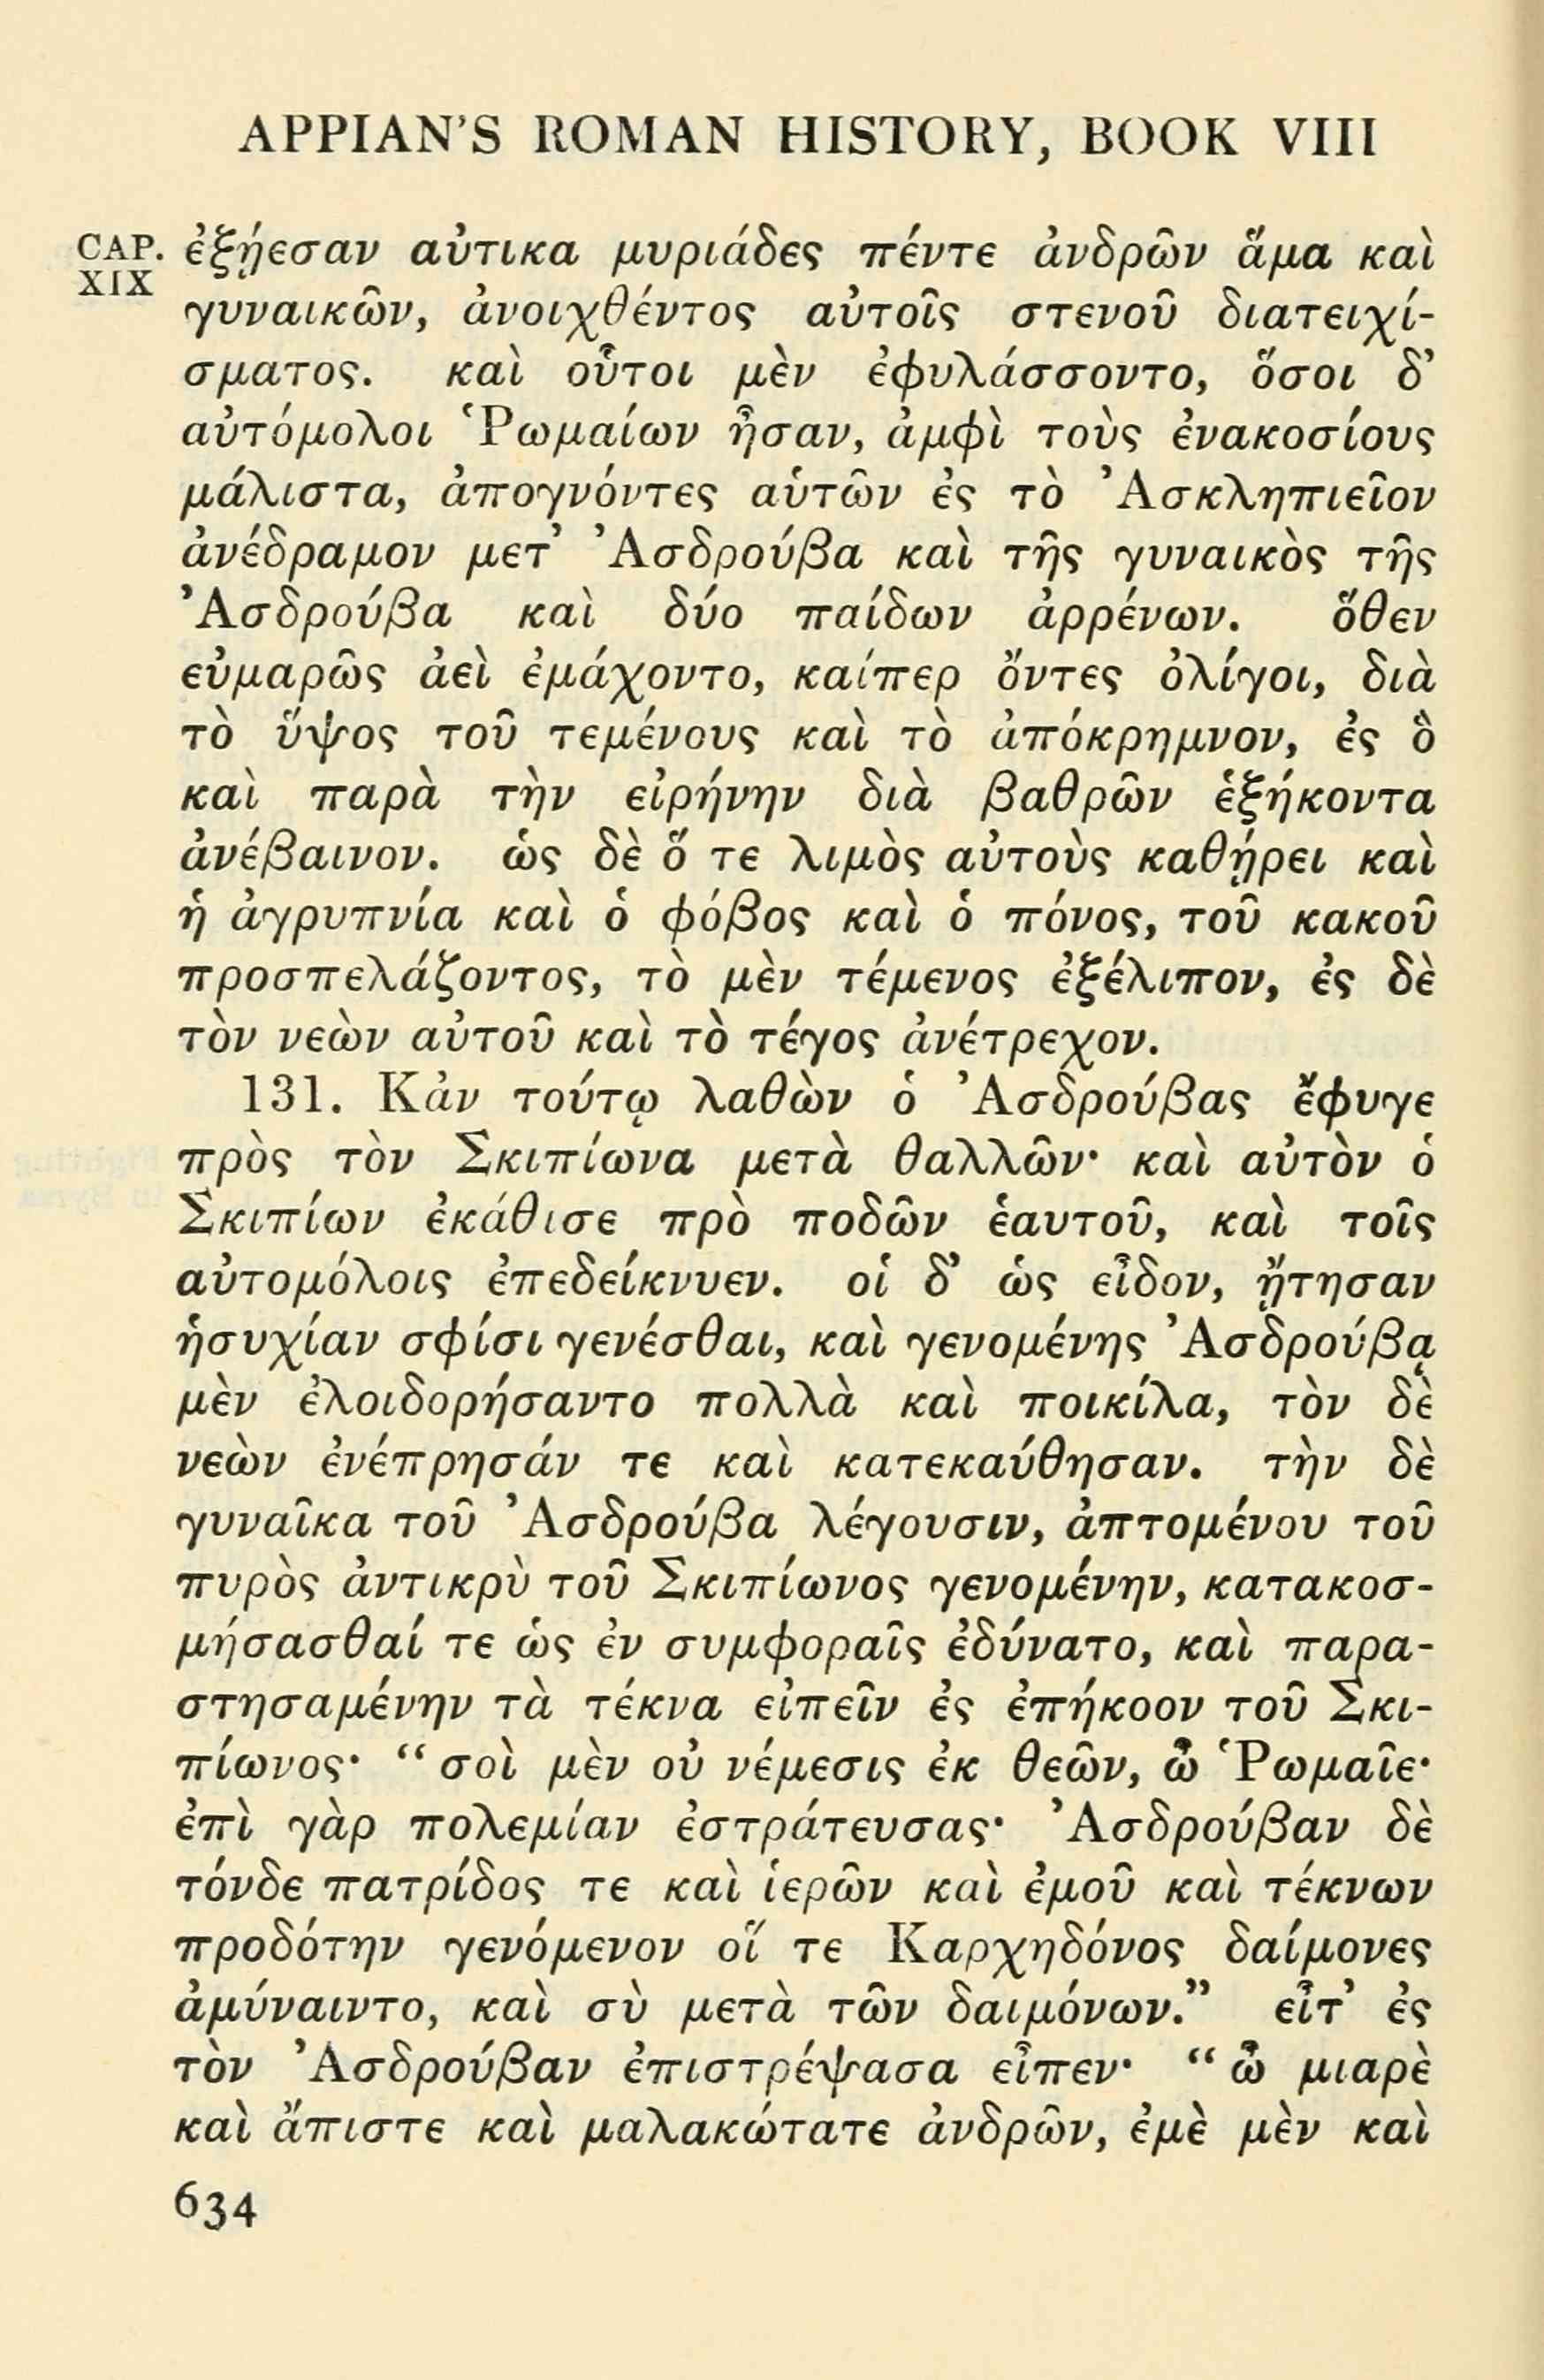 APPIAN'S ROMAN HISTORY, BOOK VIII
CAP. XIX
ἐξῄεσαν αὐτικα μυριάδες πέντε ἀνδρῶν ἅμα καὶ
γυναικῶν, ἀνοιχθέντος αὐτοῖς στενοῦ διατειχί-
σματος. καὶ οὗτοι μὲν ἐφυλάσσοντο, ὅσοι δ’
αὐτόμολοι Ῥωμαίων ἦσαν, ἀμφὶ τοὺς ἐνακοσίους
μάλιστα, ἀπογνόντες αὑτῶν ἐς τὸ Ἀσκληπιεῖον
ἀνέδραμον μετ’ Ἀσδρούβα καὶ τῆς γυναικὸς τῆς
Ἀσδρούβα καὶ δύο παίδων ἀρρένων. ὅθεν
εὐμαρῶς ἀεὶ ἐμάχοντο, καίπερ ὄντες ὀλίγοι, διὰ
τὸ ὕψος τοῦ τεμένους καὶ τὸ ἀπόκρημνον, ἐς ὃ
καὶ παρὰ τὴν εἰρήνην διὰ βαθρῶν ἑξήκοντα
ἀνέβαινον. ὡς δὲ ὅ τε λιμὸς αὐτοὺς καθῄρει καὶ
ἡ ἀγρυπνία καὶ ὁ φόβος καὶ ὁ πόνος, τοῦ κακοῦ
προσπελάζοντος, τὸ μὲν τέμενος ἐξέλιπον, ἐς δὲ
τὸν νεὼν αὐτοῦ καὶ τὸ τέγος ἀνέτρεχον.
131. Κἀν τούτῳ λαθὼν ὁ Ἀσδρούβας ἔφυγε
πρὸς τὸν Σκιπίωνα μετὰ θαλλῶν· καὶ αὐτὸν ὁ
Σκιπίων ἐκάθισε πρὸ ποδῶν ἑαυτοῦ, καὶ τοῖς
αὐτομόλοις ἐπεδείκνυεν. οἱ δ’ ὡς εἶδον, ᾔτησαν
ἡσυχίαν σφίσι γενέσθαι, καὶ γενομένης Ἀσδρούβᾳ
μὲν ἐλοιδορήσαντο πολλὰ καὶ ποικίλα, τὸν δὲ
νεὼν ἐνέπρησάν τε καὶ κατεκαύθησαν. τὴν δὲ
γυναῖκα τοῦ Ἀσδρούβα λέγουσιν, ἁπτομένου τοῦ
πυρὸς ἀντικρὺ τοῦ Σκιπίωνος γενομένην, κατακοσ-
μήσασθαί τε ὡς ἐν συμφοραῖς ἐδύνατο, καὶ παρα-
στησαμένην τὰ τέκνα εἰπεῖν ἐς ἐπήκοον τοῦ Σκι-
πίωνος· “σοὶ μὲν οὐ νέμεσις ἐκ θεῶν, ὦ Ῥωμαῖε·
ἐπὶ γὰρ πολεμίαν ἐστράτευσας· Ἀσδρούβαν δὲ
τόνδε πατρίδος τε καὶ ἱερῶν καὶ ἐμοῦ καὶ τέκνων
προδότην γενόμενον οἵ τε Καρχηδόνος δαίμονες
ἀμύναιντο, καὶ σὺ μετὰ τῶν δαιμόνων.” εἶτ’ ἐς
τὸν Ἀσδρούβαν ἐπιστρέψασα εἶπεν· “ὦ μιαρὲ
καὶ ἄπιστε καὶ μαλακώτατε ἀνδρῶν, ἐμὲ μὲν καὶ
634